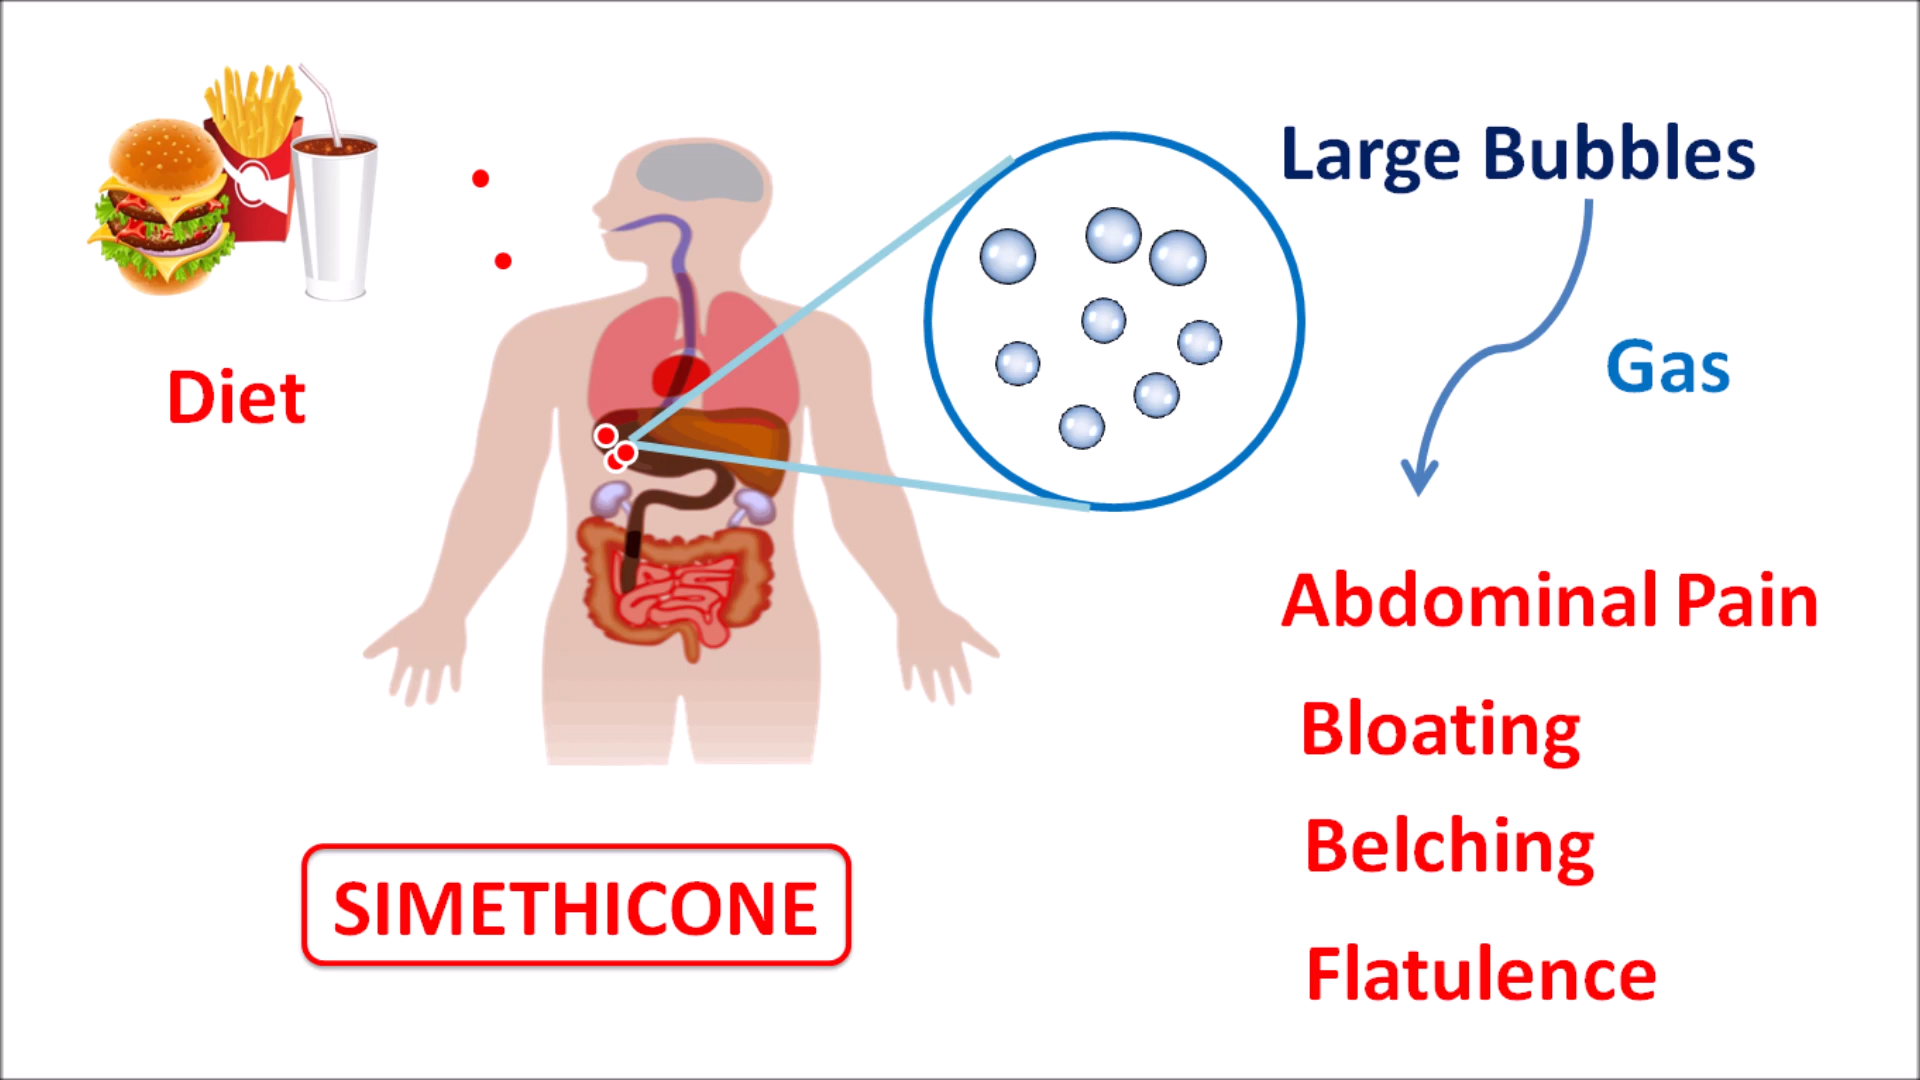 Large Bubbles
Gas
Diet
Abdominal Pain
Bloating
Belching
SIMETHICONE
Flatulence